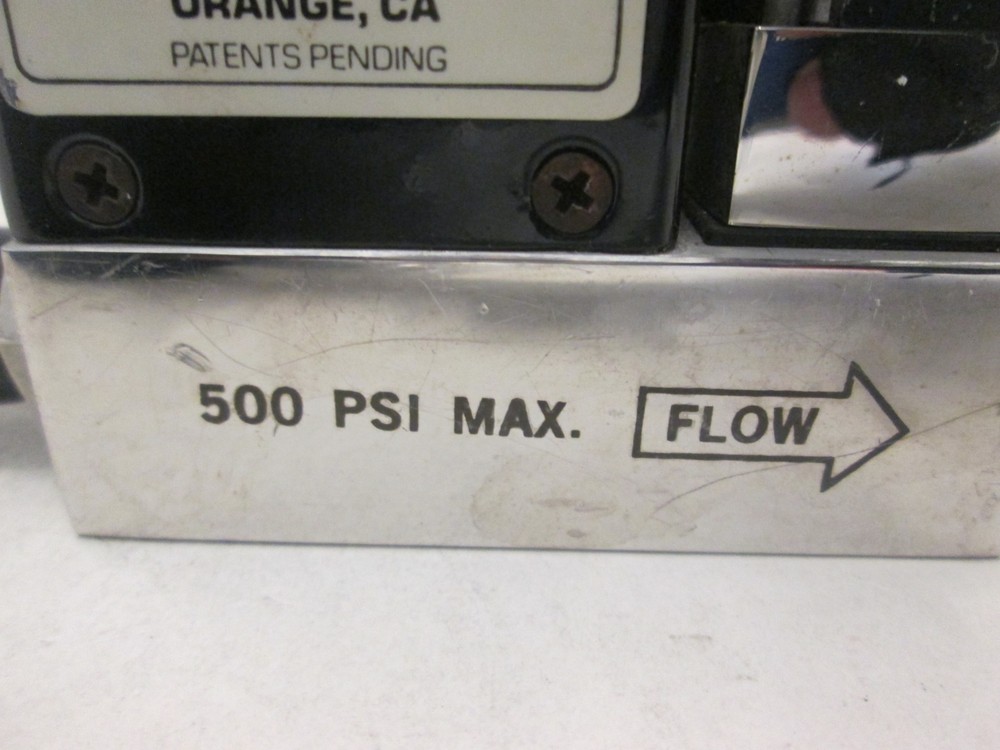 ORANGE, CA
PATENTS PENDING
500 PSI MAX. FLOW